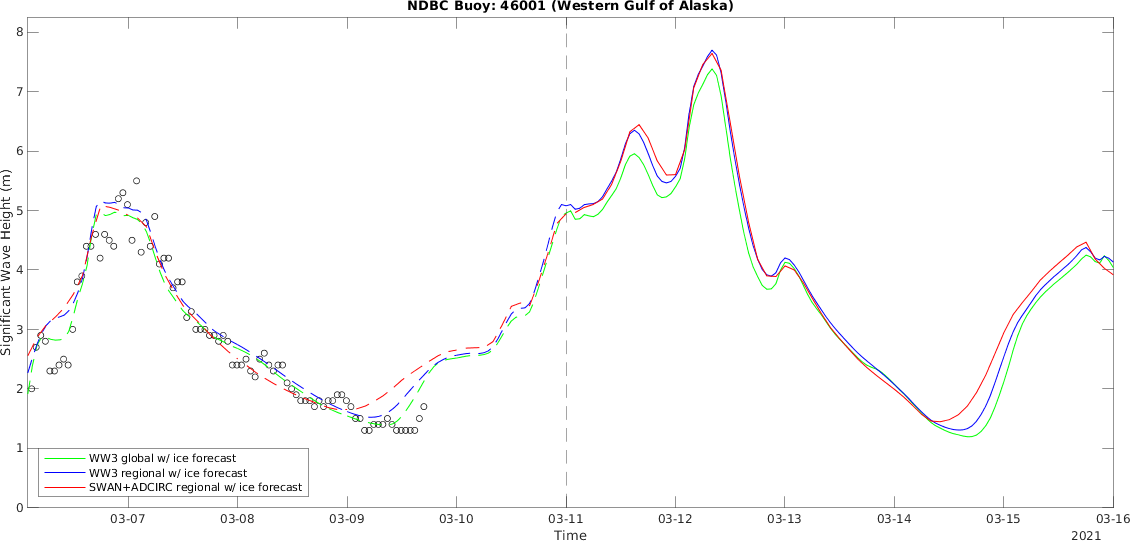 NDBC Buoy: 46001 (Western Gulf of Alaska)
Significant Wave Height (m)
8
7
6
5
4
3
2
1
0
WW3 global w/ ice forecast
WW3 regional w/ ice forecast
SWAN+ADCIRC regional w/ ice forecast
03-07 03-08 03-09 03-10 03-11 03-12 03-13 03-14 03-15 03-16
Time
2021